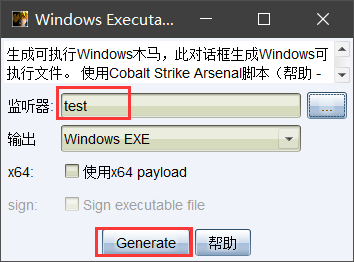 Windows Executa...
生成可执行Windows木马，此对话框生成Windows可
执行文件。 使用Cobalt Strike Arsenal脚本（帮助 -
监听器: test ...
输出 Windows EXE
x64: 使用x64 payload
sign: Sign executable file
Generate 帮助